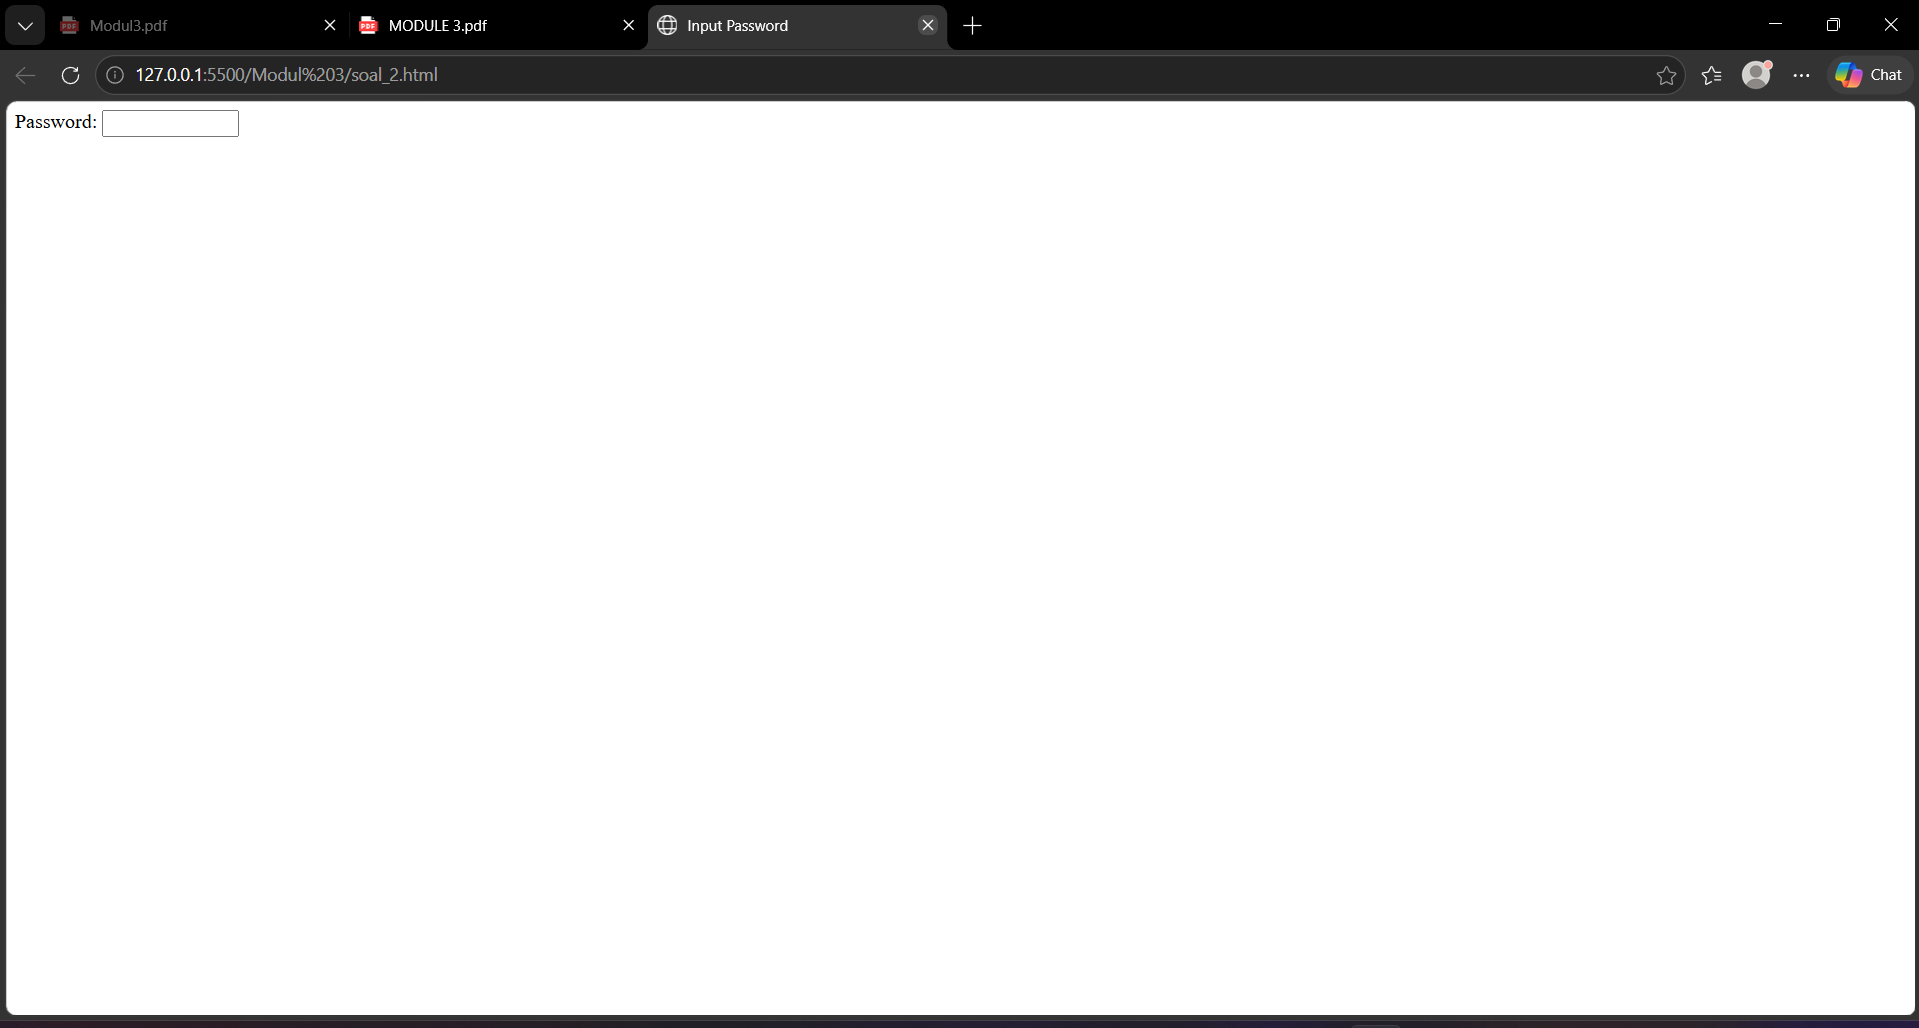 Modul3.pdf
MODULE 3.pdf
Input Password
127.0.0.1:5500/Modul%203/soal_2.html
Chat
Password: